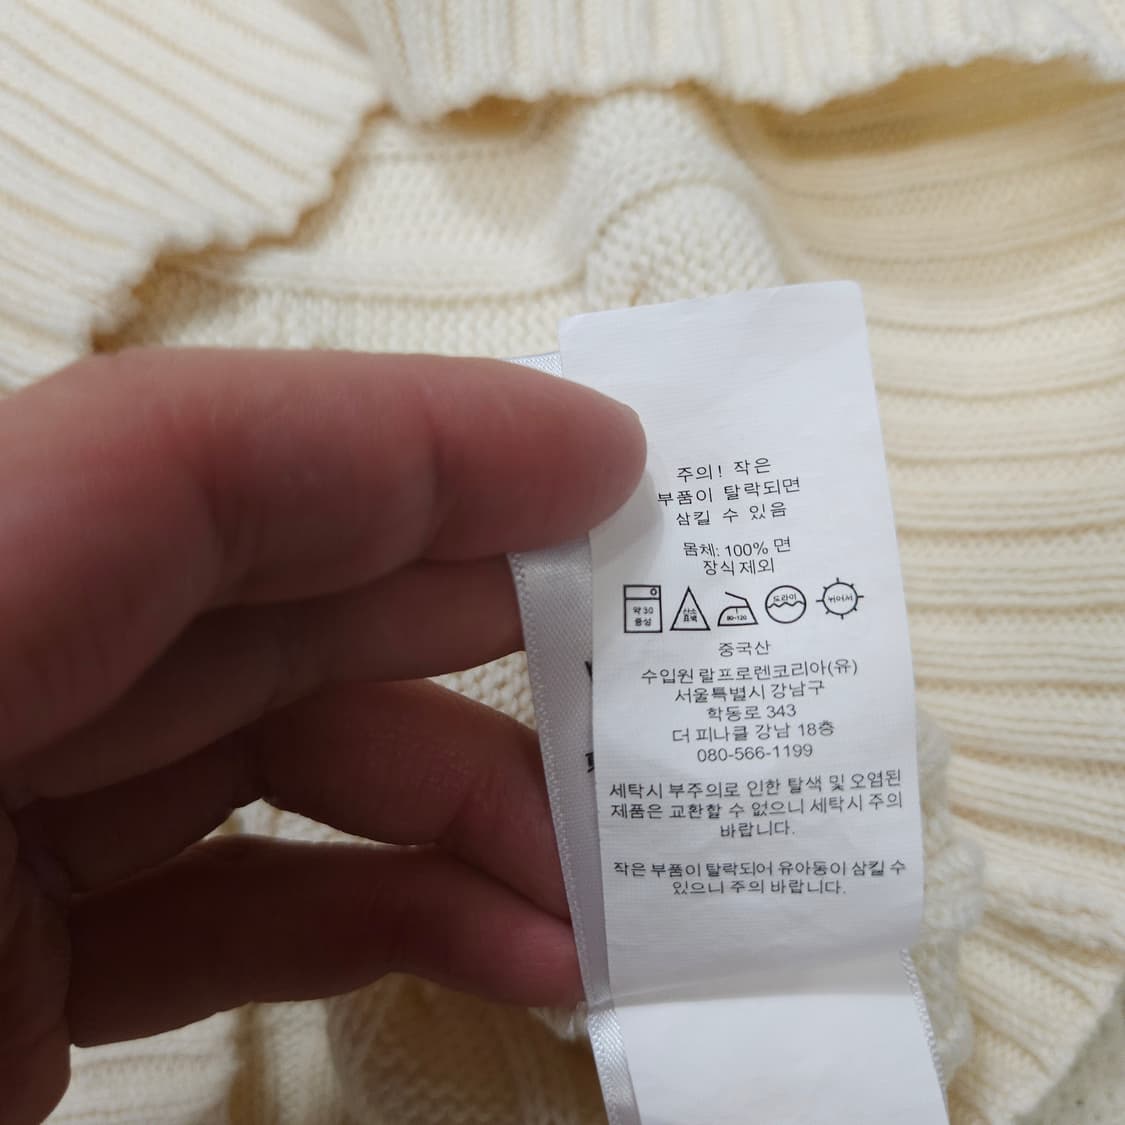 주의! 작은
부품이 탈락되면
삼킬 수 있음
몸체: 100% 면
장식 제외
약 30
중성
산소
표백
80~120
드라이
뉘어서
중국산
수입원 랄프로렌코리아(유)
서울특별시 강남구
학동로 343
더 피나클 강남 18층
080-566-1199
세탁시 부주의로 인한 탈색 및 오염된
제품은 교환할 수 없으니 세탁시 주의
바랍니다.
작은 부품이 탈락되어 유아동이 삼킬 수
있으니 주의 바랍니다.